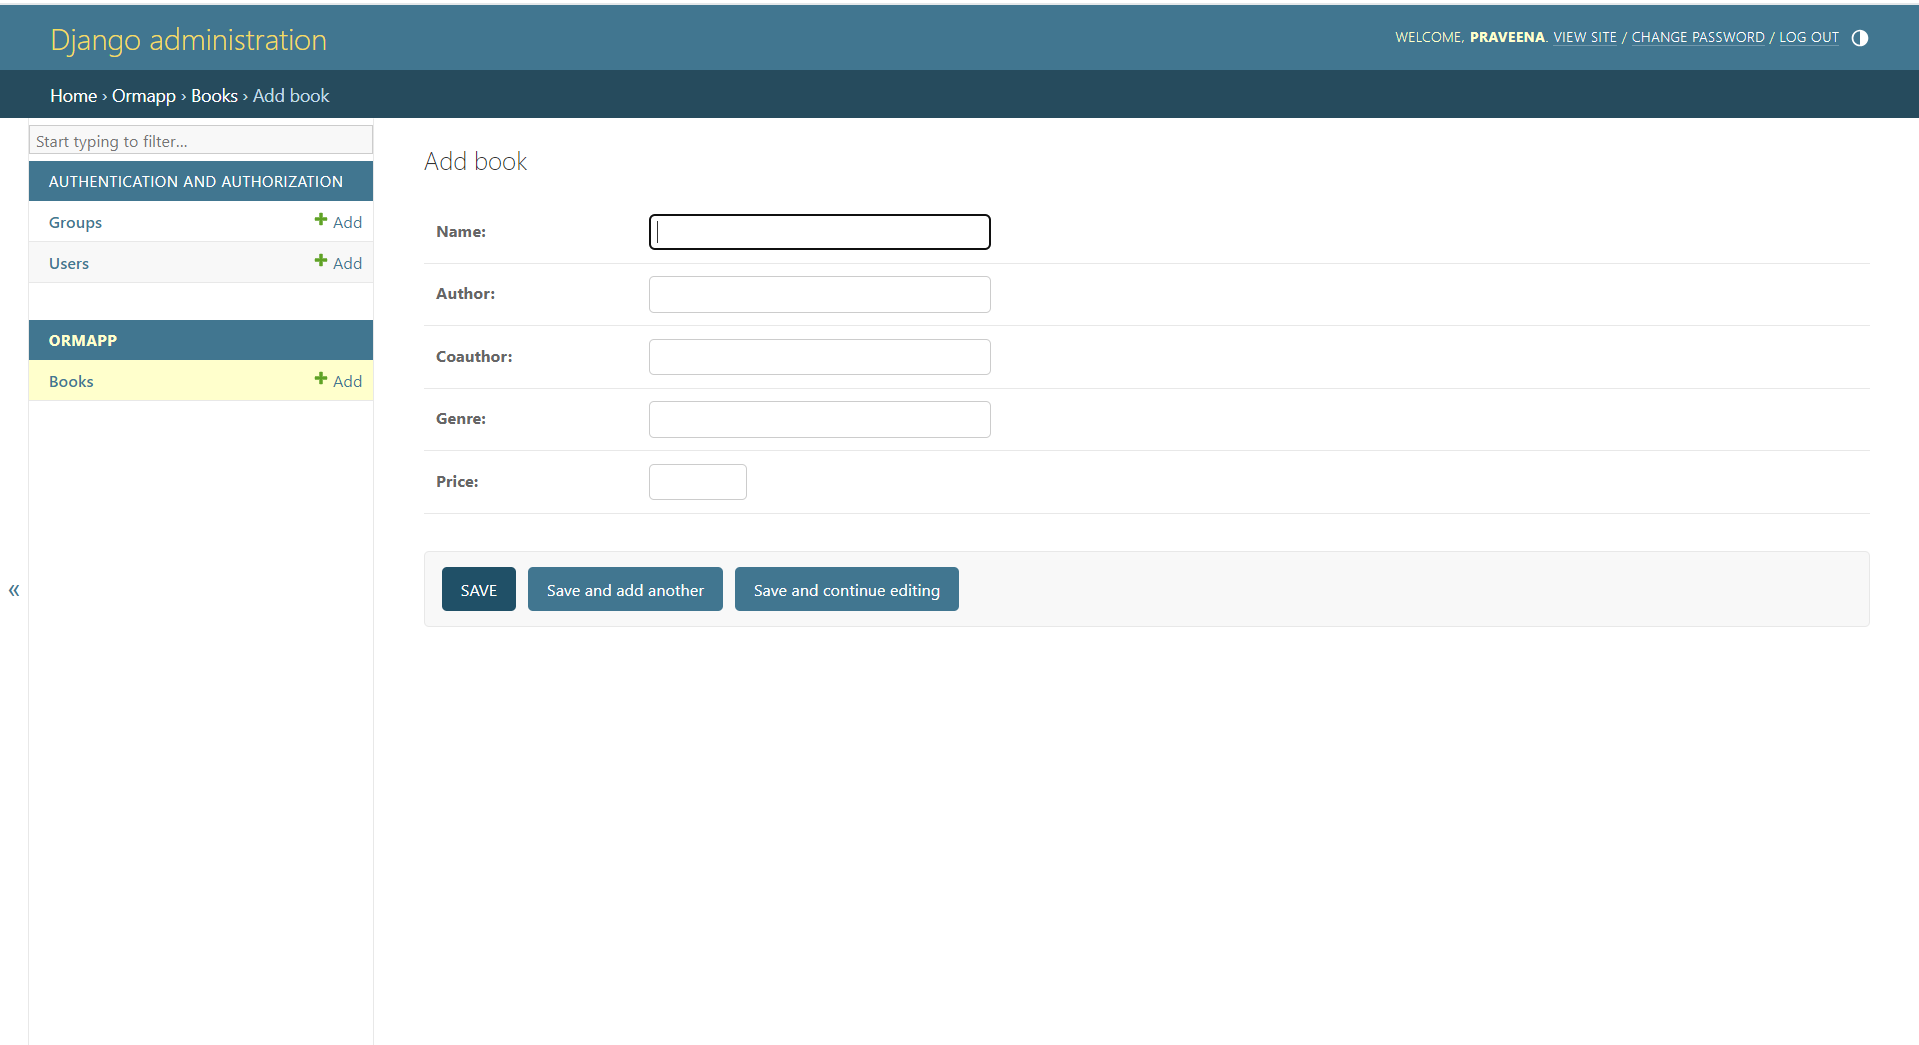 Django administration
WELCOME, PRAVEENA. VIEW SITE / CHANGE PASSWORD / LOG OUT
Home › Ormapp › Books › Add book
Start typing to filter...
AUTHENTICATION AND AUTHORIZATION
Groups + Add
Users + Add
ORMAPP
Books + Add
«
Add book
Name:
Author:
Coauthor:
Genre:
Price:
SAVE Save and add another Save and continue editing